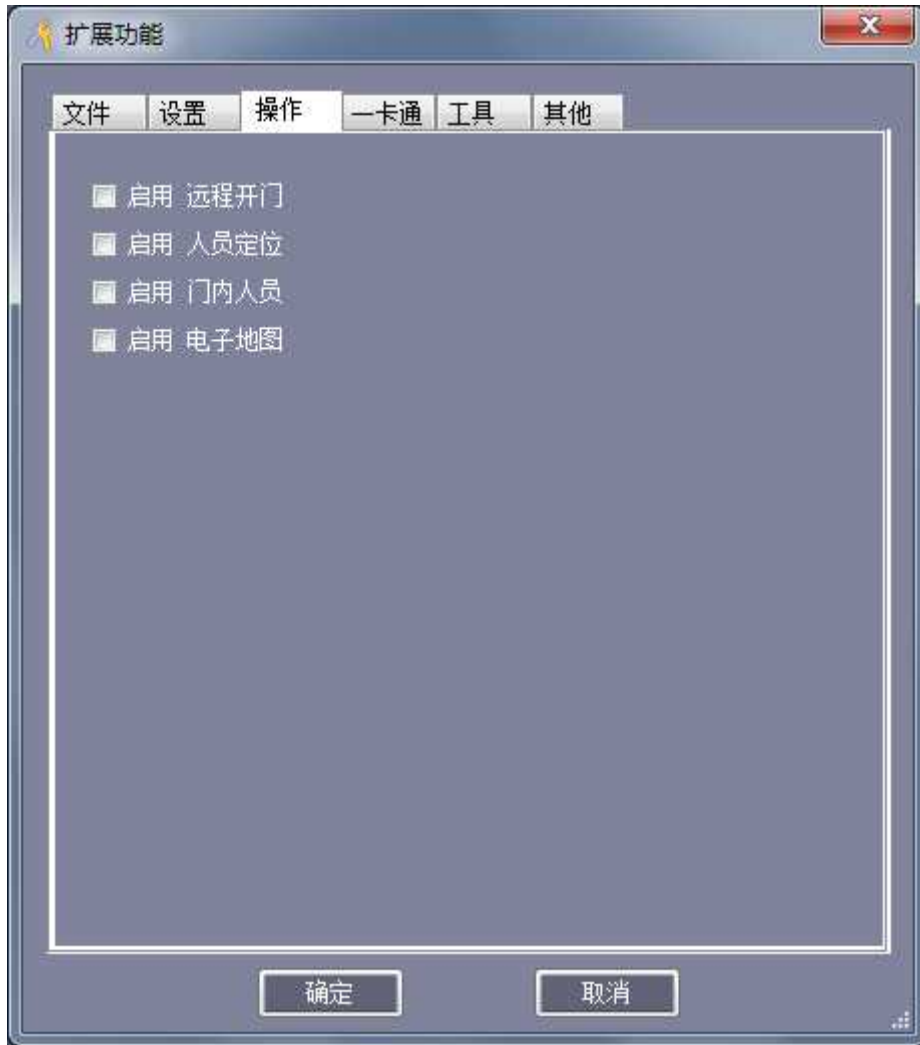 扩展功能
文件 设置 操作 一卡通 工具 其他
启用 远程开门
启用 人员定位
启用 门内人员
启用 电子地图
确定 取消